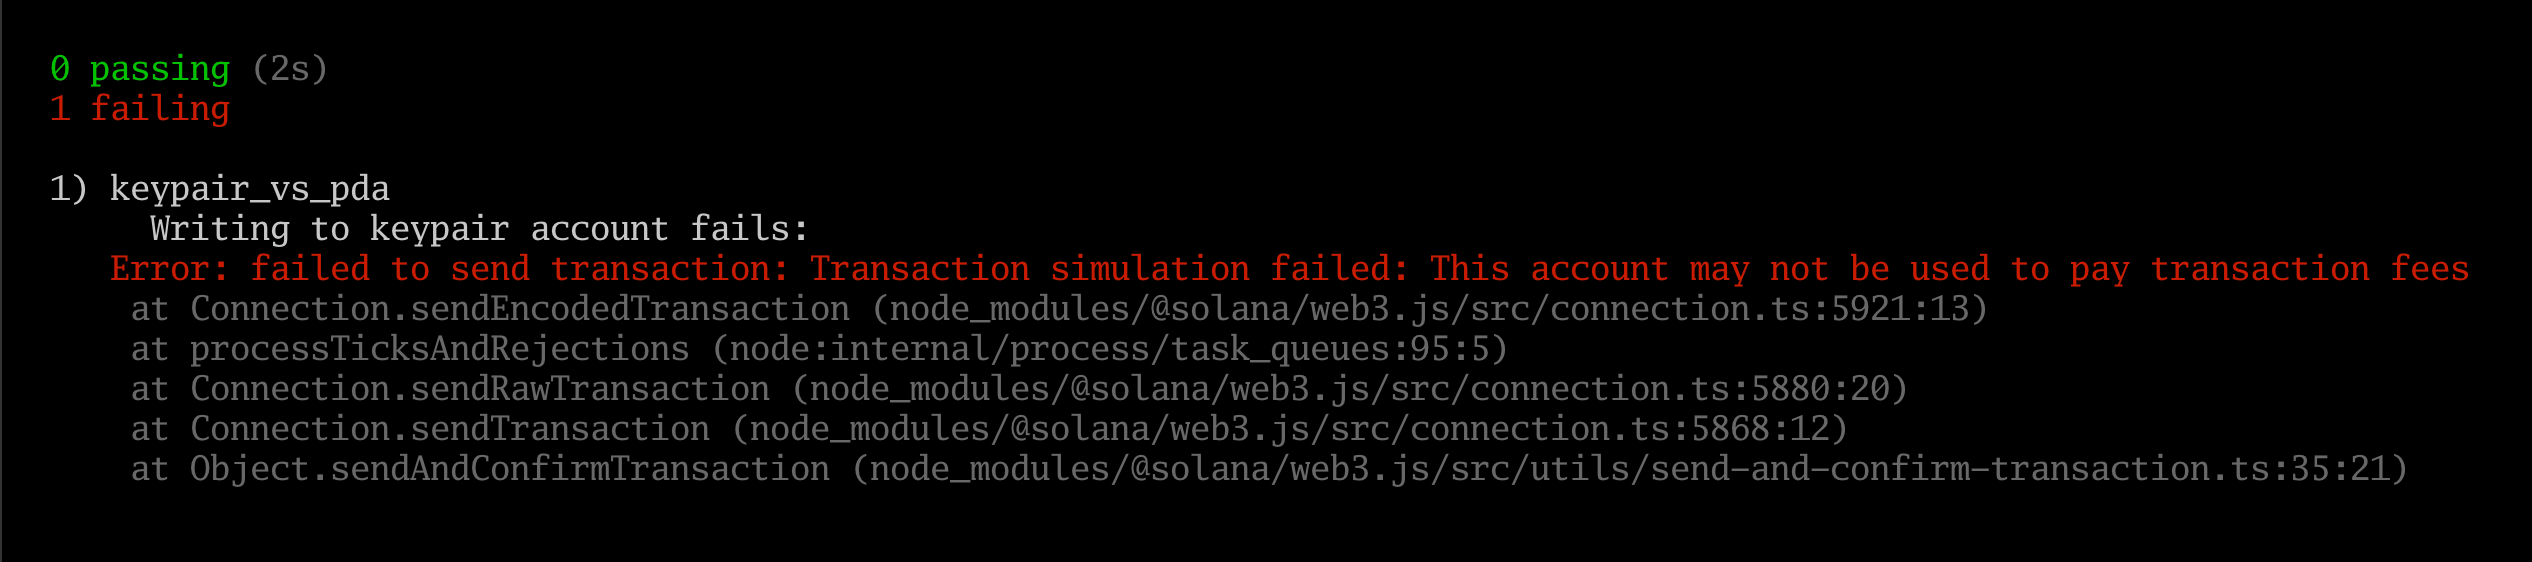 0 passing (2s)
1 failing
1) keypair_vs_pda
Writing to keypair account fails:
Error: failed to send transaction: Transaction simulation failed: This account may not be used to pay transaction fees
at Connection.sendEncodedTransaction (node_modules/@solana/web3.js/src/connection.ts:5921:13)
at processTicksAndRejections (node:internal/process/task_queues:95:5)
at Connection.sendRawTransaction (node_modules/@solana/web3.js/src/connection.ts:5880:20)
at Connection.sendTransaction (node_modules/@solana/web3.js/src/connection.ts:5868:12)
at Object.sendAndConfirmTransaction (node_modules/@solana/web3.js/src/utils/send-and-confirm-transaction.ts:35:21)